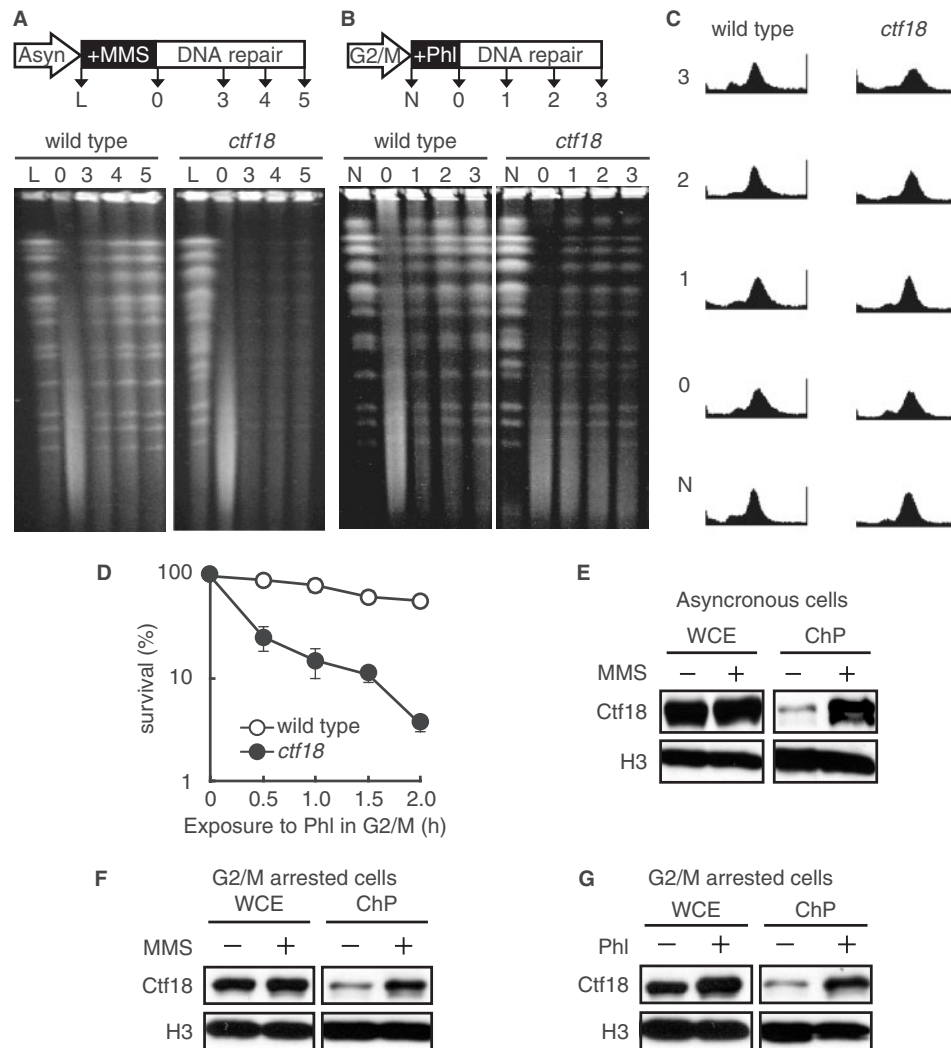 A
Asyn +MMS DNA repair
L 0 3 4 5
wild type ctf18
L 0 3 4 5 L 0 3 4 5
B
G2/M +Phl DNA repair
N 0 1 2 3
wild type ctf18
N 0 1 2 3 N 0 1 2 3
C
wild type ctf18
3
2
1
0
N
D
100
10
1
survival (%)
wild type
ctf18
0 0.5 1.0 1.5 2.0
Exposure to Phl in G2/M (h)
E
Asyncronous cells
WCE ChP
MMS − + − +
Ctf18
H3
F
G2/M arrested cells
WCE ChP
MMS − + − +
Ctf18
H3
G
G2/M arrested cells
WCE ChP
Phl − + − +
Ctf18
H3